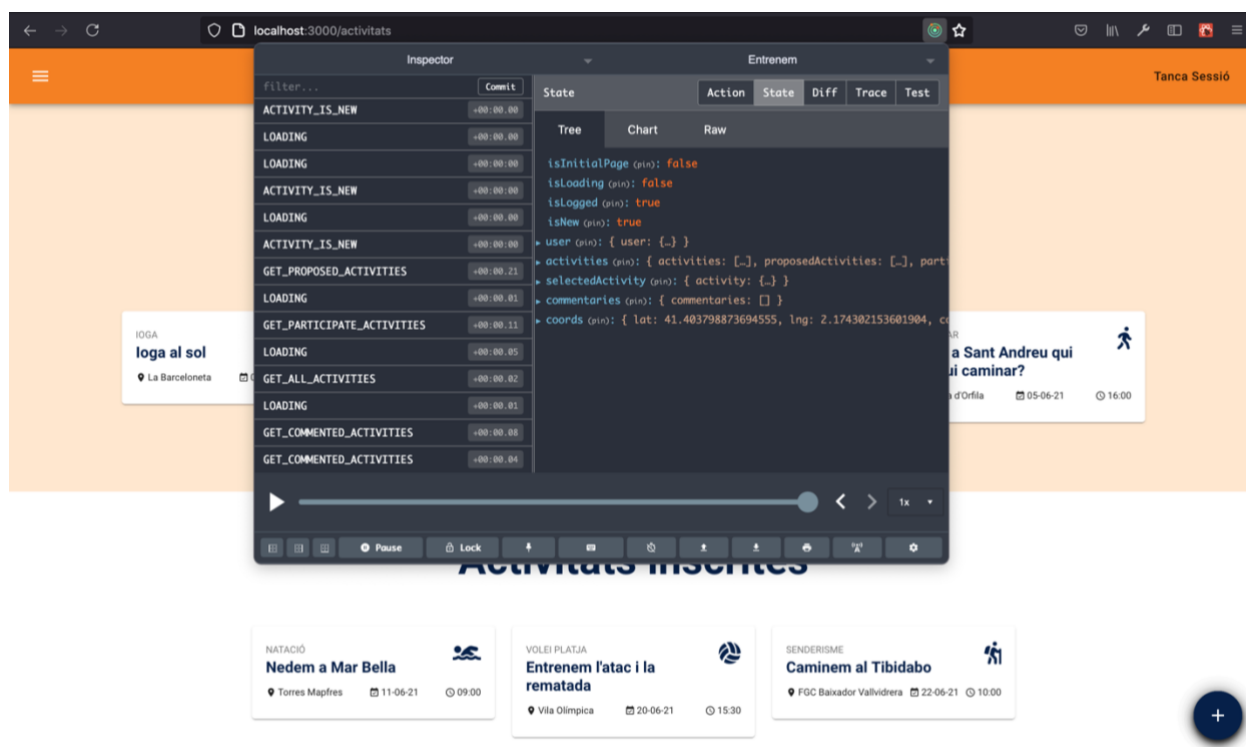 localhost:3000/activitats
Inspector
Entrenem
Tanca Sessió
filter...
Commit
State
Action
State
Diff
Trace
Test
ACTIVITY_IS_NEW +00:00.00
LOADING +00:00.00
LOADING +00:00:00
ACTIVITY_IS_NEW +00:00:00
LOADING +00:00.00
ACTIVITY_IS_NEW +00:00:00
GET_PROPOSED_ACTIVITIES +00:00.21
LOADING +00:00.01
GET_PARTICIPATE_ACTIVITIES +00:00.11
LOADING +00:00.05
GET_ALL_ACTIVITIES +00:00.02
LOADING +00:00.01
GET_COMMENTED_ACTIVITIES +00:00.08
GET_COMMENTED_ACTIVITIES +00:00.04
Tree
Chart
Raw
isInitialPage (pin): false
isLoading (pin): false
isLogged (pin): true
isNew (pin): true
user (pin): { user: {…} }
activities (pin): { activities: […], proposedActivities: […], part
selectedActivity (pin): { activity: {…} }
commentaries (pin): { commentaries: [] }
coords (pin): { lat: 41.403798873694555, lng: 2.174302153601904, co
IOGA
Ioga al sol
La Barceloneta
a Sant Andreu qui
ui caminar?
d'Orfila 05-06-21 16:00
1x
Pause
Lock
Activitats inscrites
NATACIÓ
Nedem a Mar Bella
Torres Mapfres 11-06-21 09:00
VOLEI PLATJA
Entrenem l'atac i la
rematada
Vila Olímpica 20-06-21 15:30
SENDERISME
Caminem al Tibidabo
FGC Baixador Vallvidrera 22-06-21 10:00